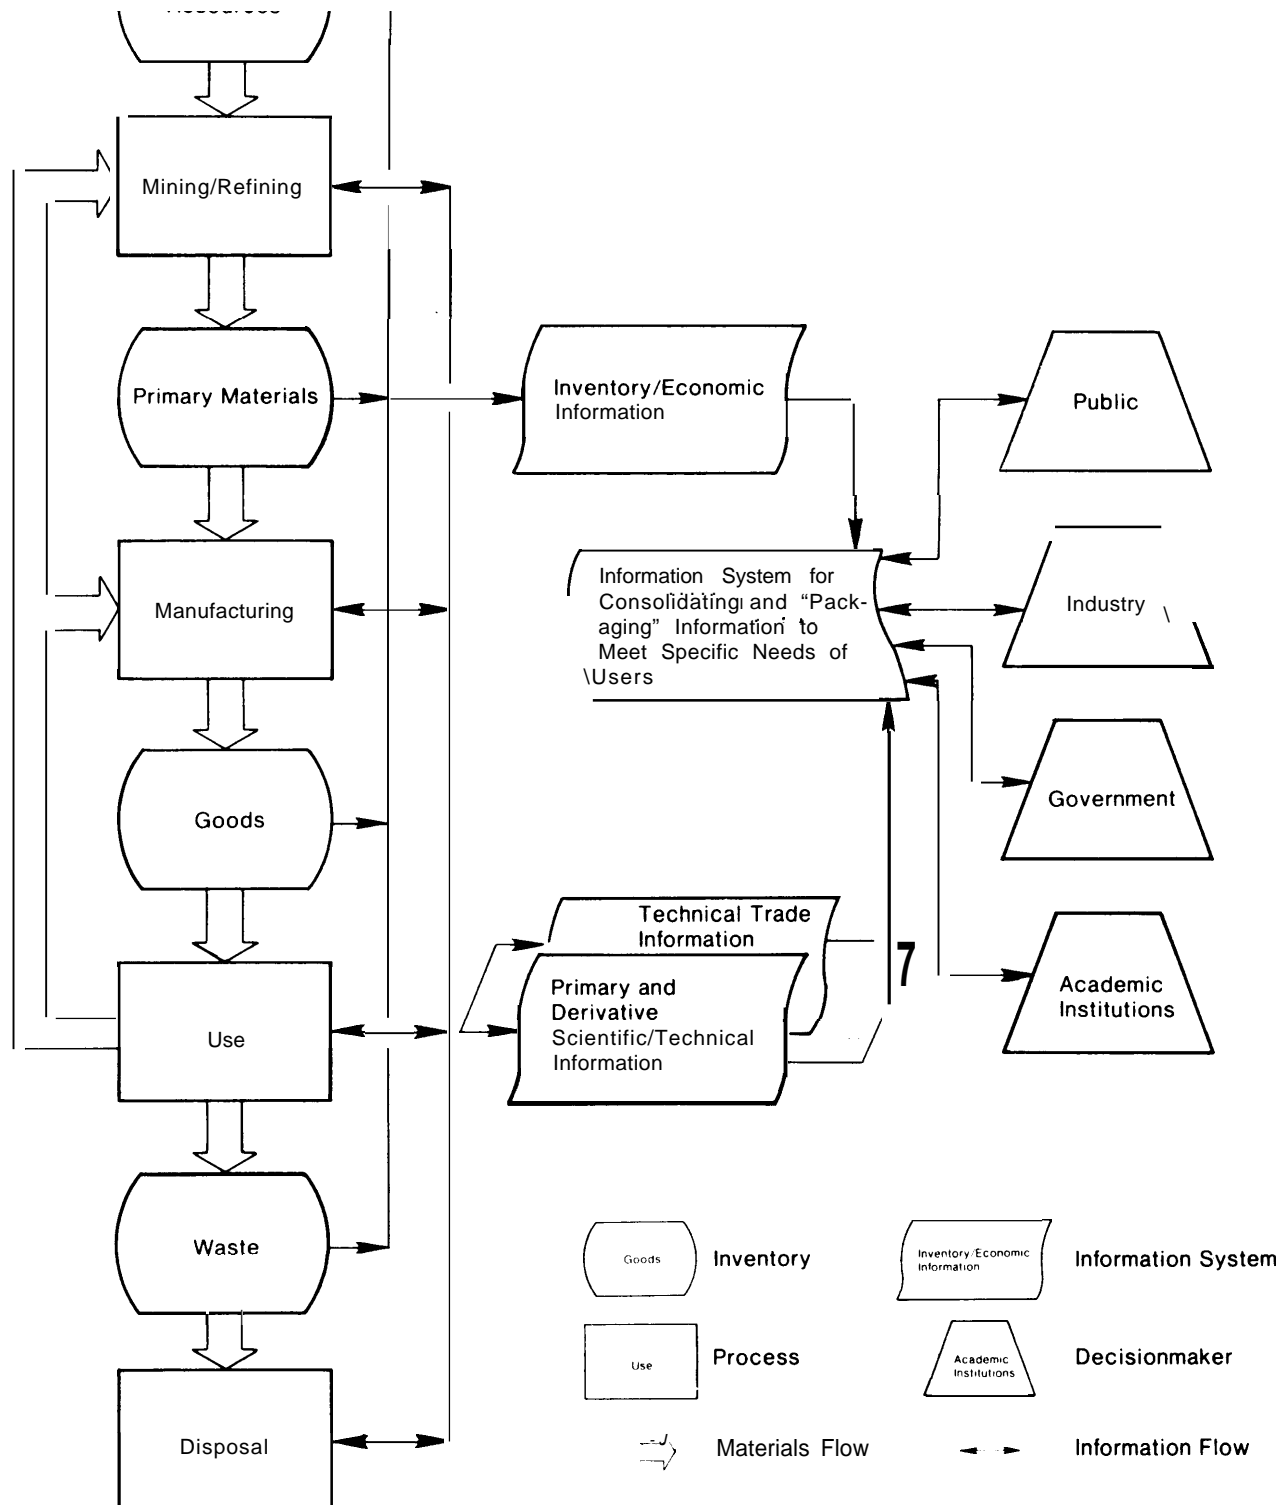 Mining/Refining
Primary Materials
Inventory/Economic
Information
Public
Information System for
Consolidating and “Pack-
aging” Information to
Meet Specific Needs of
\Users
Manufacturing
Industry \
Goods
Government
Technical Trade
Information
7
Primary and
Derivative
Scientific/Technical
Information
Academic
Institutions
Use
Waste
Disposal
Goods
Inventory
Inventory/Economic
Information
Information System
Use
Process
Academic
Institutions
Decisionmaker
Materials Flow
Information Flow